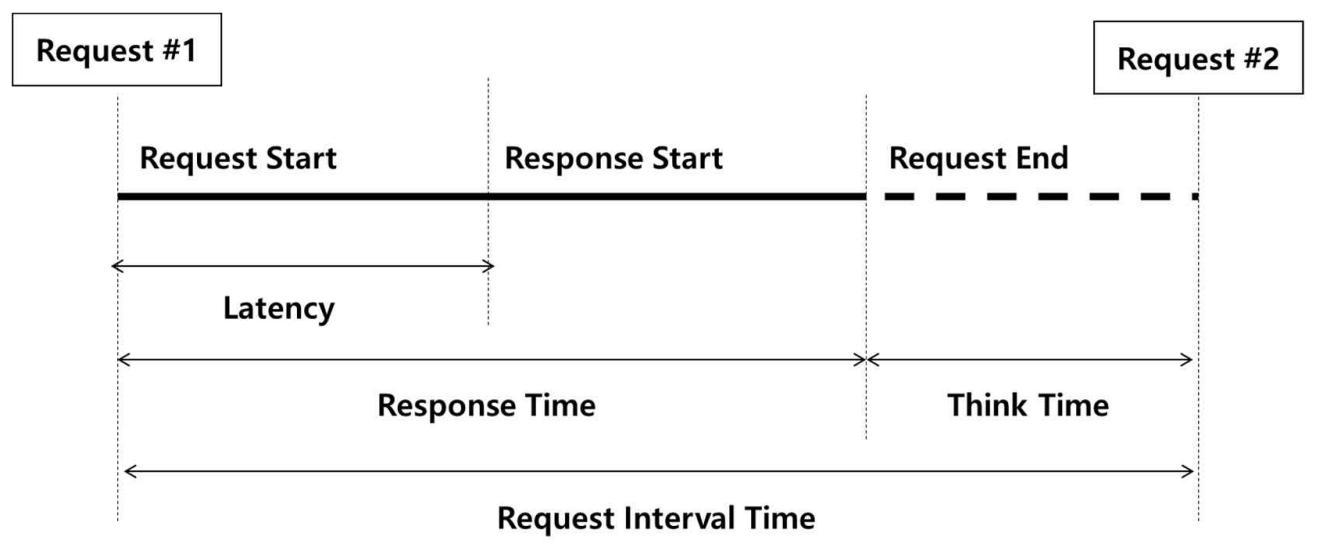 Request #1
Request #2
Request Start
Response Start
Request End
Latency
Response Time
Think Time
Request Interval Time